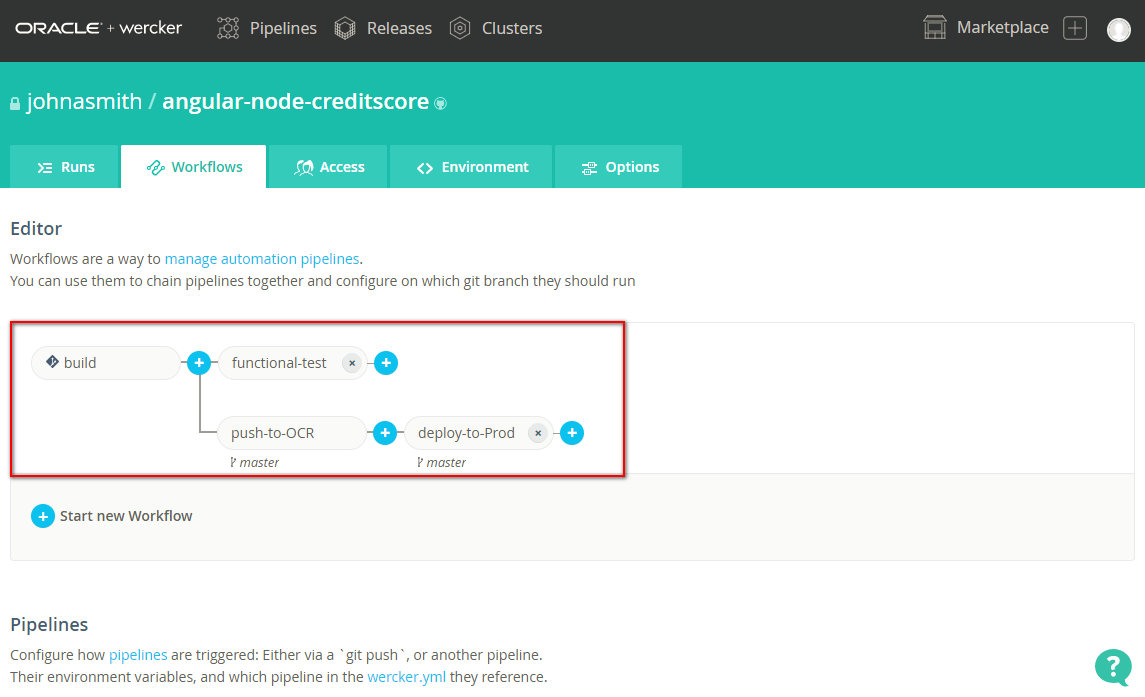 ORACLE + wercker Pipelines Releases Clusters Marketplace
johnasmith / angular-node-creditscore
Runs Workflows Access Environment Options
Editor
Workflows are a way to manage automation pipelines.
You can use them to chain pipelines together and configure on which git branch they should run
build functional-test
push-to-OCR deploy-to-Prod
master master
Start new Workflow
Pipelines
Configure how pipelines are triggered: Either via a `git push`, or another pipeline.
Their environment variables, and which pipeline in the wercker.yml they reference.